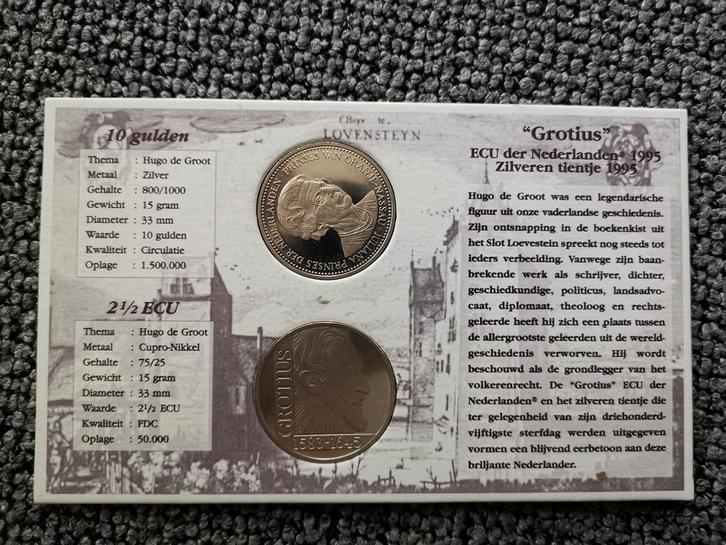 't Huys te
LOVENSTEYN
10 gulden
Thema : Hugo de Groot
Metaal : Zilver
Gehalte : 800/1000
Gewicht : 15 gram
Diameter : 33 mm
Waarde : 10 gulden
Kwaliteit : Circulatie
Oplage : 1.500.000
2½ ECU
Thema : Hugo de Groot
Metaal : Cupro-Nikkel
Gehalte : 75/25
Gewicht : 15 gram
Diameter : 33 mm
Waarde : 2½ ECU
Kwaliteit : FDC
Oplage : 50.000
JULIANA PRINSES DER NEDERLANDEN PRINSES VAN ORANJE NASSAU
GROTIUS
1583-1645
"Grotius"
ECU der Nederlanden® 1995
Zilveren tientje 1995
Hugo de Groot was een legendarische
figuur uit onze vaderlandse geschiedenis.
Zijn ontsnapping in de boekenkist uit
het Slot Loevestein spreekt nog steeds tot
ieders verbeelding. Vanwege zijn baan-
brekende werk als schrijver, dichter,
geschiedkundige, politicus, landsadvo-
caat, diplomaat, theoloog en rechts-
geleerde heeft hij zich een plaats tussen
de allergrootste geleerden uit de wereld-
geschiedenis verworven. Hij wordt
beschouwd als de grondlegger van het
volkerenrecht. De "Grotius" ECU der
Nederlanden® en het zilveren tientje die
ter gelegenheid van zijn driehonderd-
vijftigste sterfdag werden uitgegeven
vormen een blijvend eerbetoon aan deze
briljante Nederlander.